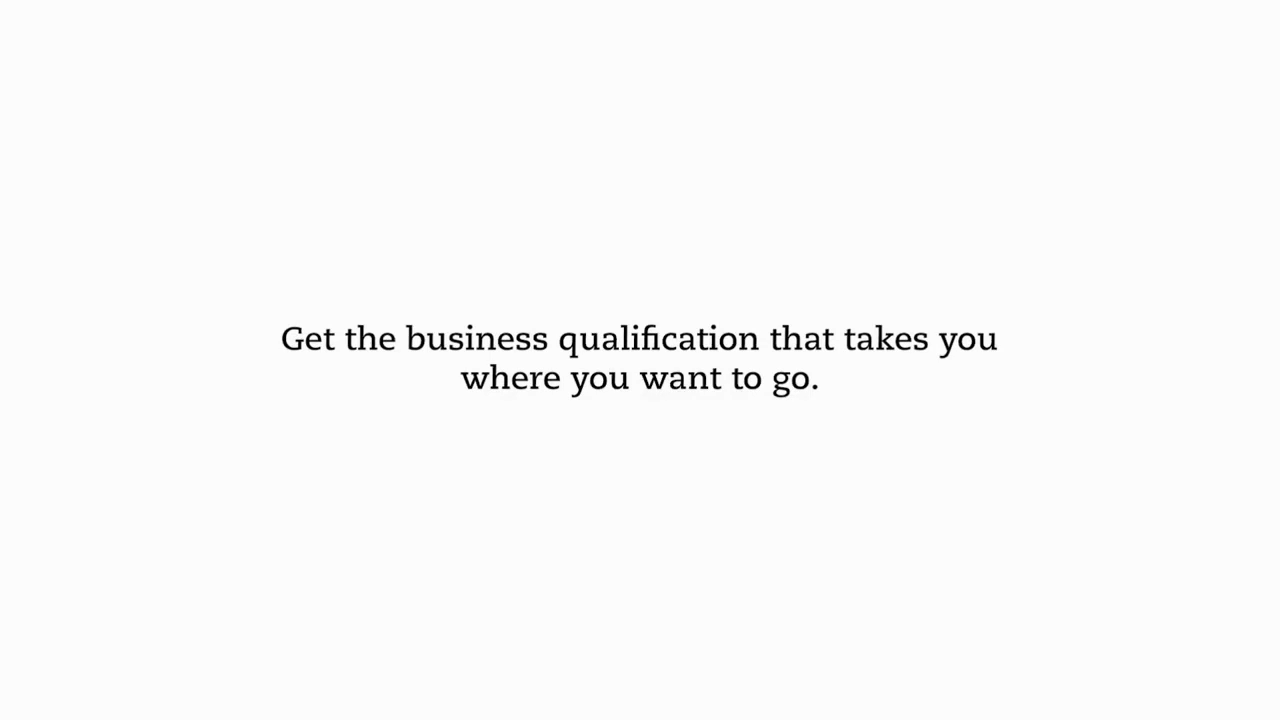 Get the business qualification that takes you
where you want to go.